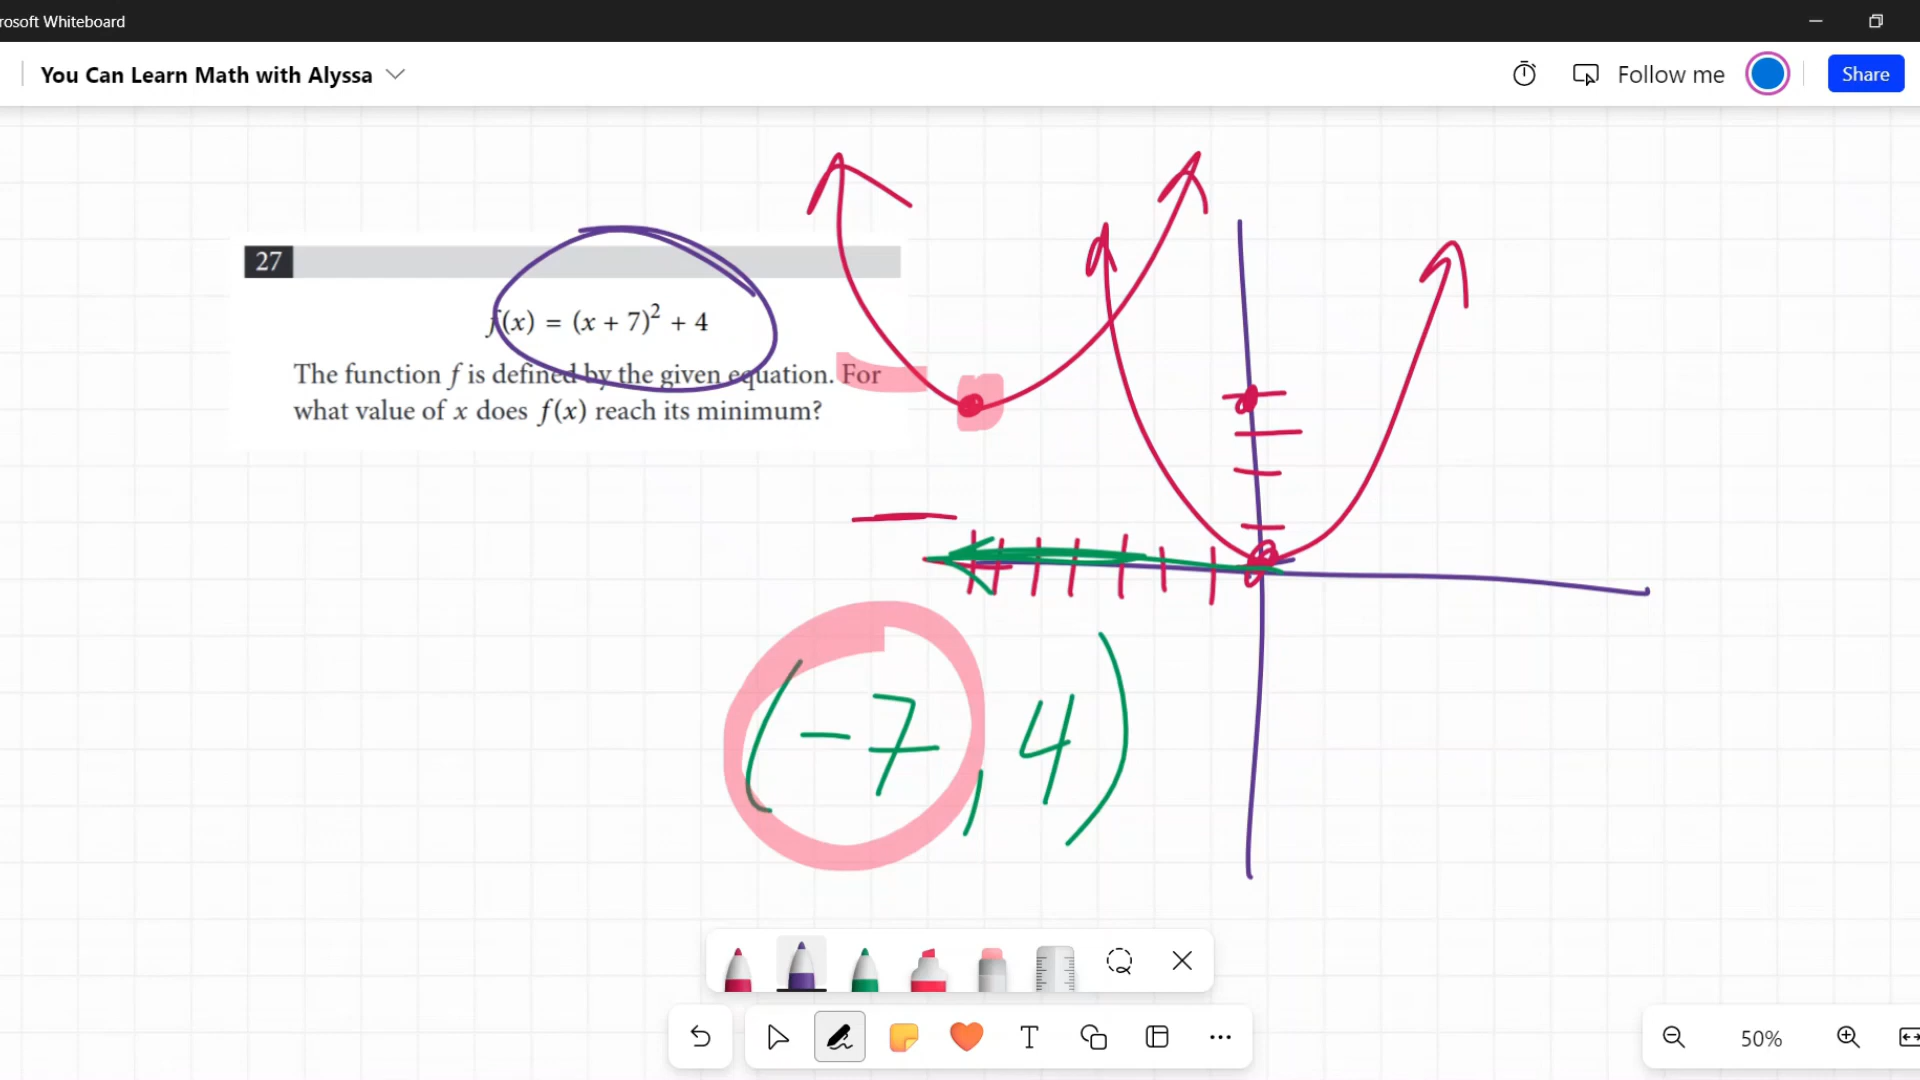 rosoft Whiteboard
You Can Learn Math with Alyssa
Follow me
Share
27
f(x) = (x + 7)² + 4
The function f is defined by the given equation. For
what value of x does f(x) reach its minimum?
(-7, 4)
T
50%